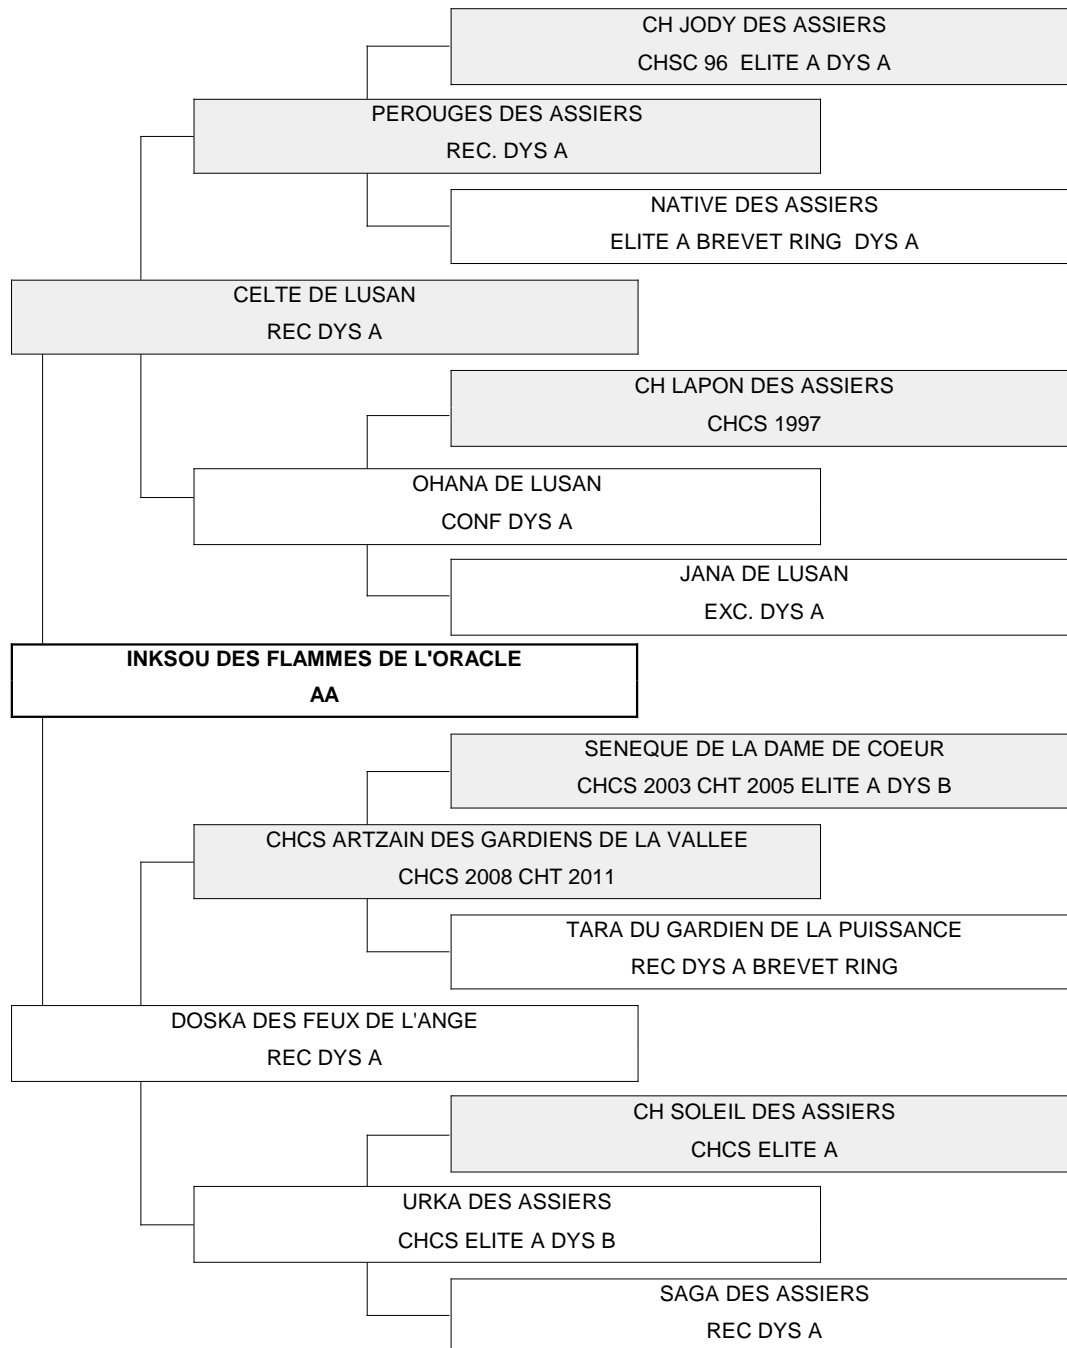 CH JODY DES ASSIERS
CHSC 96 ELITE A DYS A
PEROUGES DES ASSIERS
REC. DYS A
NATIVE DES ASSIERS
ELITE A BREVET RING DYS A
CELTE DE LUSAN
REC DYS A
CH LAPON DES ASSIERS
CHCS 1997
OHANA DE LUSAN
CONF DYS A
JANA DE LUSAN
EXC. DYS A
INKSOU DES FLAMMES DE L'ORACLE
AA
SENEQUE DE LA DAME DE COEUR
CHCS 2003 CHT 2005 ELITE A DYS B
CHCS ARTZAIN DES GARDIENS DE LA VALLEE
CHCS 2008 CHT 2011
TARA DU GARDIEN DE LA PUISSANCE
REC DYS A BREVET RING
DOSKA DES FEUX DE L'ANGE
REC DYS A
CH SOLEIL DES ASSIERS
CHCS ELITE A
URKA DES ASSIERS
CHCS ELITE A DYS B
SAGA DES ASSIERS
REC DYS A